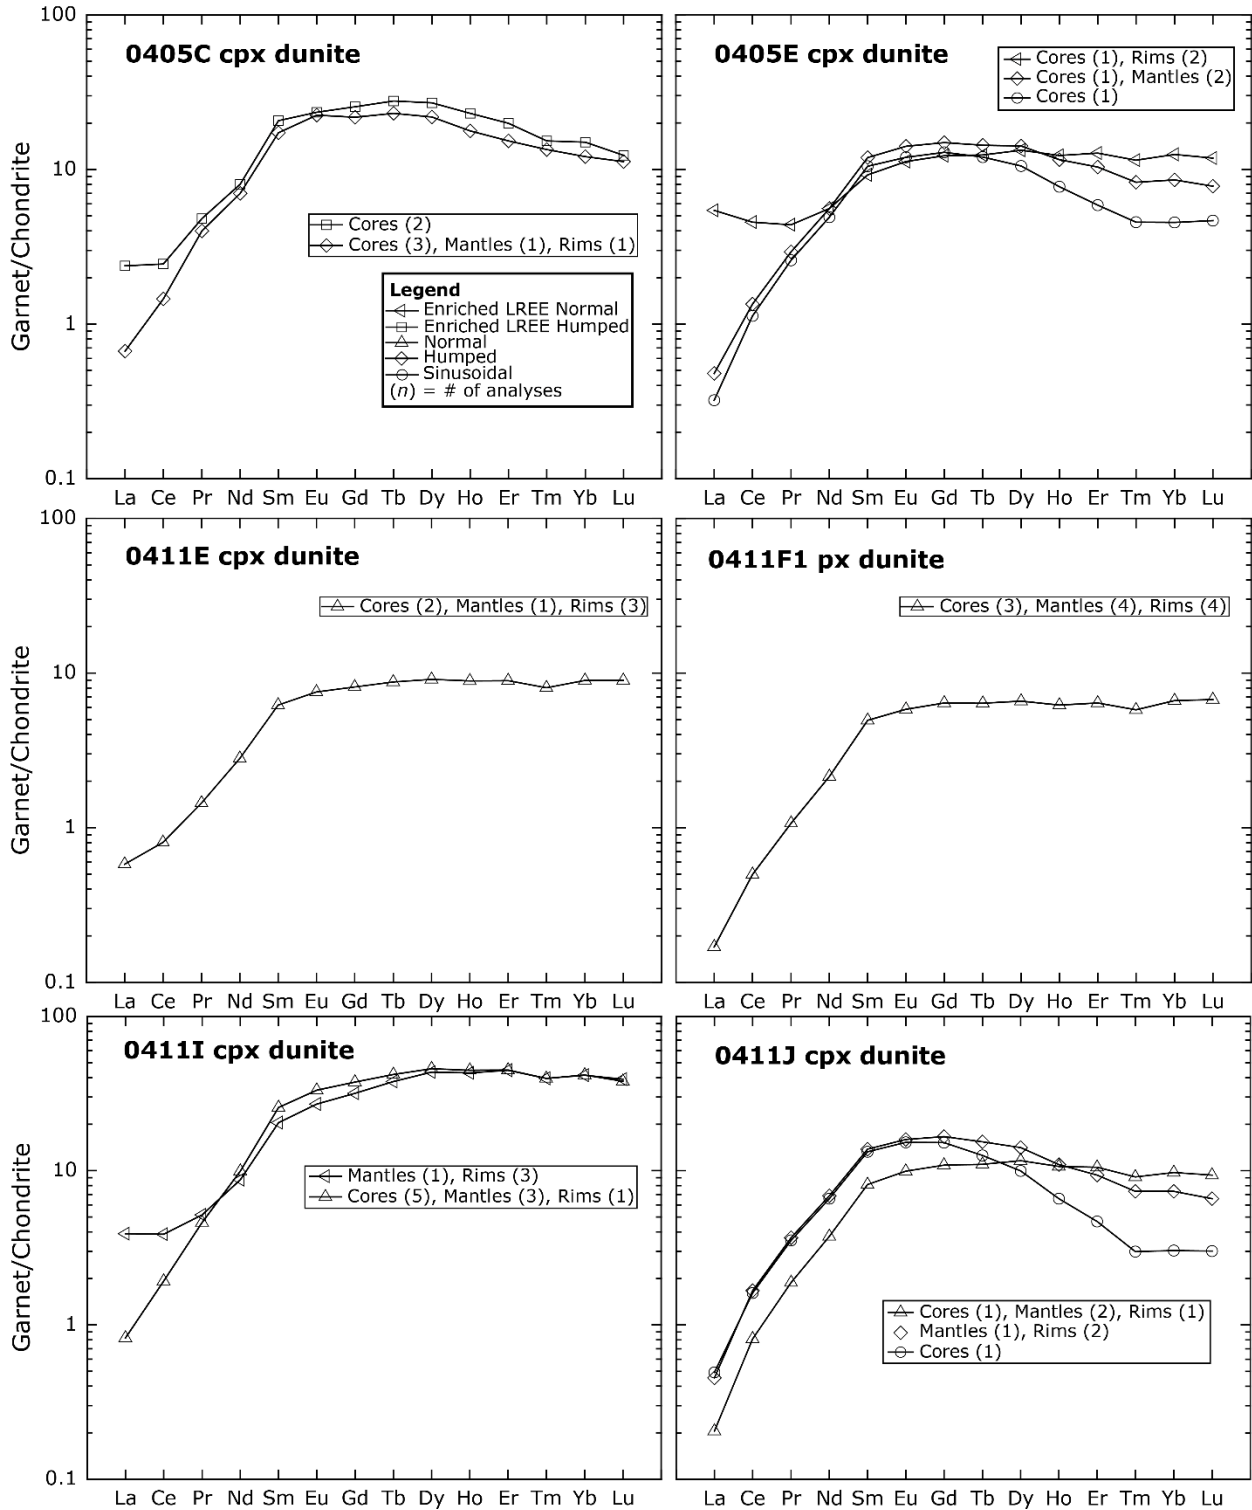 0405C cpx dunite
Garnet/Chondrite
100
10
1
0.1
Cores (2)
Cores (3), Mantles (1), Rims (1)
Legend
Enriched LREE Normal
Enriched LREE Humped
Normal
Humped
Sinusoidal
(n) = # of analyses
La Ce Pr Nd Sm Eu Gd Tb Dy Ho Er Tm Yb Lu
0405E cpx dunite
Cores (1), Rims (2)
Cores (1), Mantles (2)
Cores (1)
La Ce Pr Nd Sm Eu Gd Tb Dy Ho Er Tm Yb Lu
0411E cpx dunite
Garnet/Chondrite
100
10
1
0.1
Cores (2), Mantles (1), Rims (3)
La Ce Pr Nd Sm Eu Gd Tb Dy Ho Er Tm Yb Lu
0411F1 px dunite
Cores (3), Mantles (4), Rims (4)
La Ce Pr Nd Sm Eu Gd Tb Dy Ho Er Tm Yb Lu
0411I cpx dunite
Garnet/Chondrite
100
10
1
0.1
Mantles (1), Rims (3)
Cores (5), Mantles (3), Rims (1)
La Ce Pr Nd Sm Eu Gd Tb Dy Ho Er Tm Yb Lu
0411J cpx dunite
Cores (1), Mantles (2), Rims (1)
Mantles (1), Rims (2)
Cores (1)
La Ce Pr Nd Sm Eu Gd Tb Dy Ho Er Tm Yb Lu